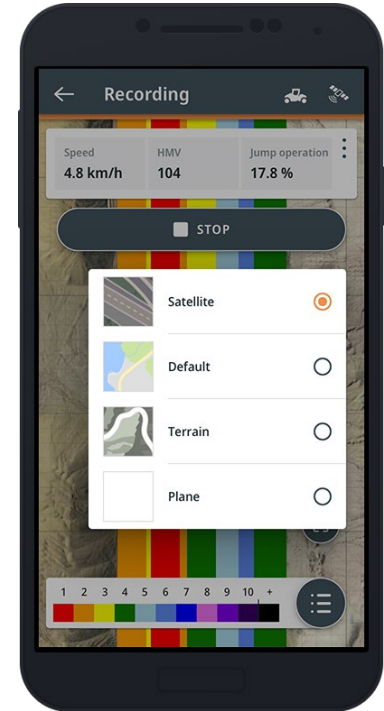 Recording
Speed HMV Jump operation
4.8 km/h 104 17.8 %
STOP
Satellite
Default
Terrain
Plane
1 2 3 4 5 6 7 8 9 10 +